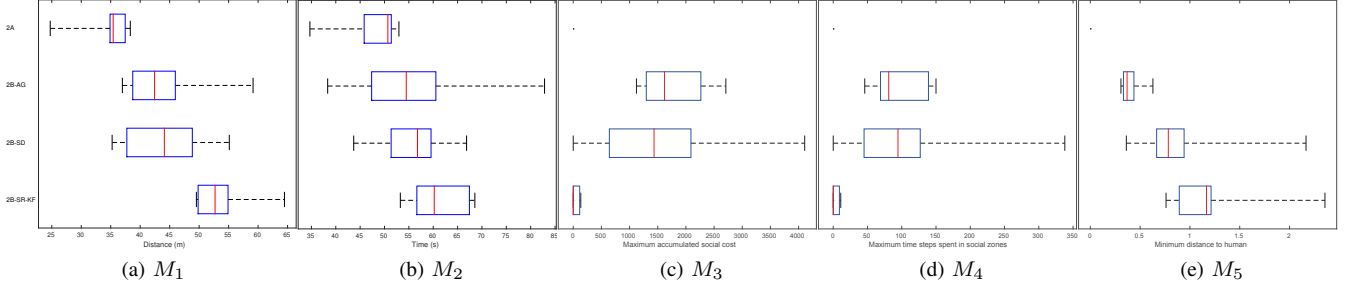 2A
2B-AG
2B-SD
2B-SR-KF
25 30 35 40 45 50 55 60 65
Distance (m)
35 40 45 50 55 60 65 70 75 80 85
Time (s)
0 500 1000 1500 2000 2500 3000 3500 4000
Maximum accumulated social cost
0 50 100 150 200 250 300 350
Maximum time steps spent in social zones
0 0.5 1 1.5 2
Minimum distance to human
(a) M1
(b) M2
(c) M3
(d) M4
(e) M5